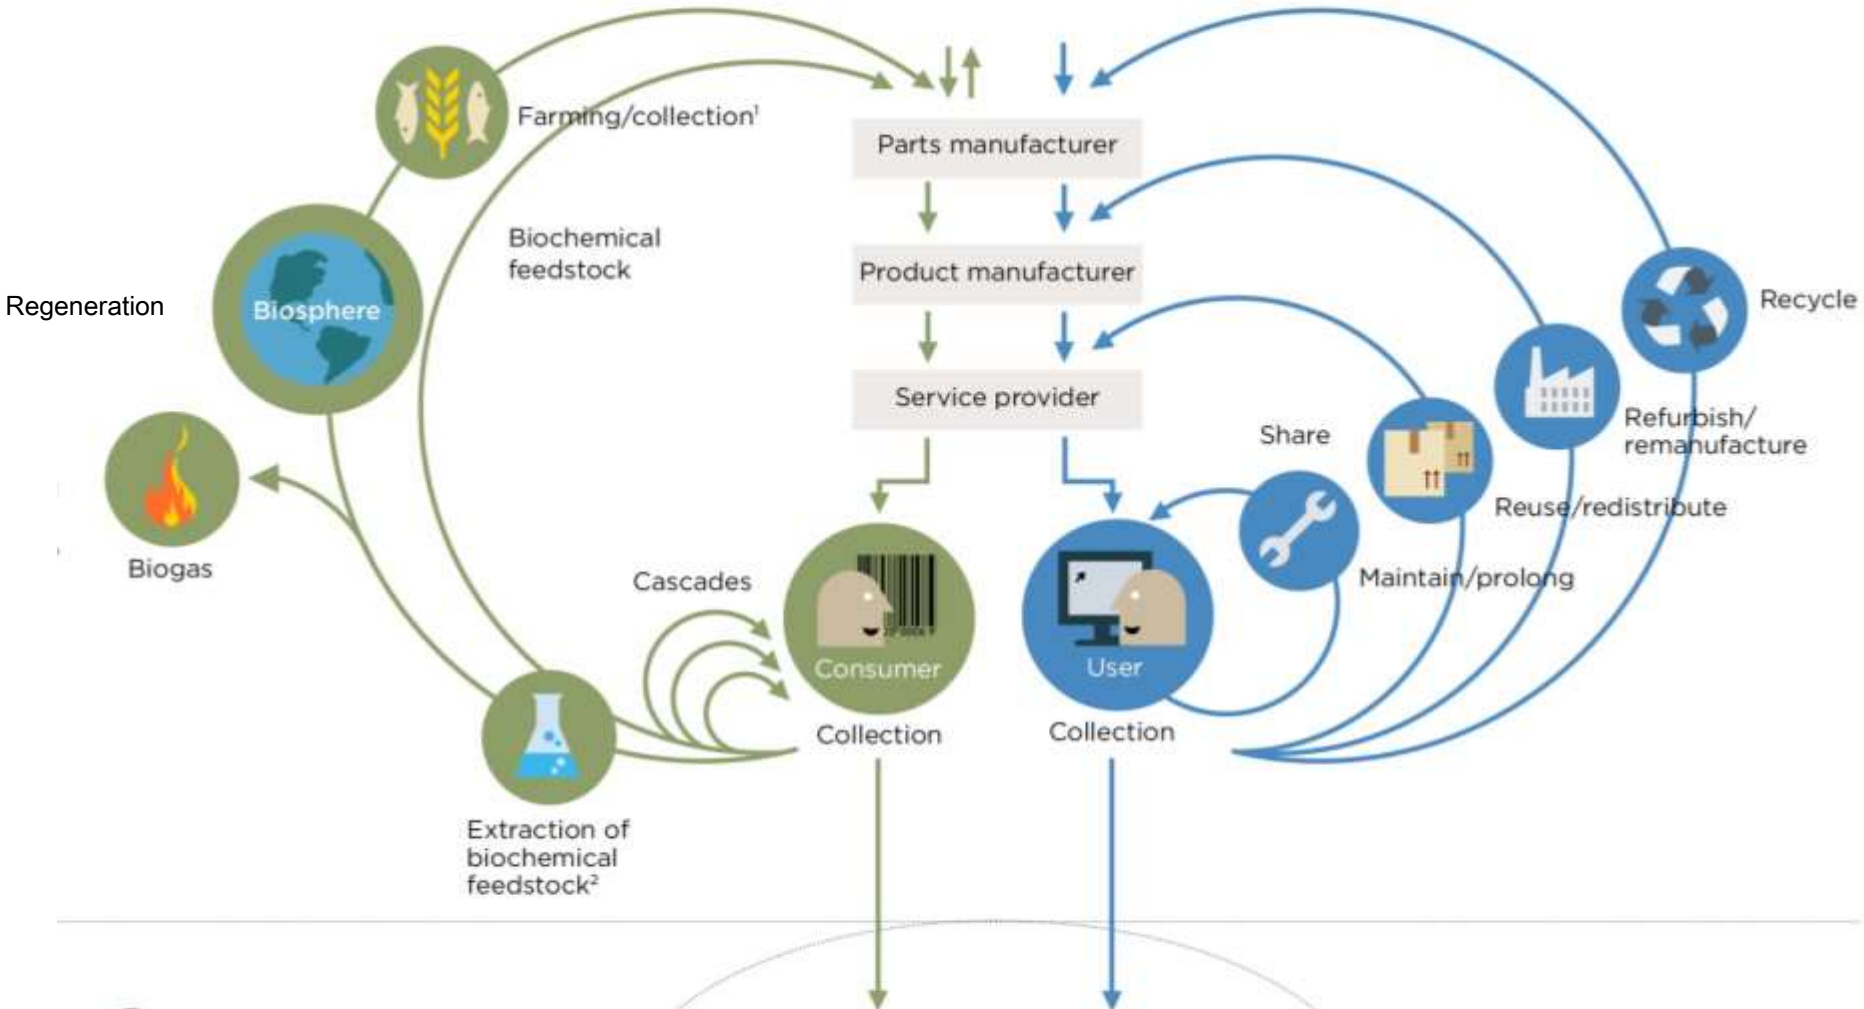 Farming/collection¹
Parts manufacturer
Biochemical
feedstock
Product manufacturer
Regeneration
Biosphere
Recycle
Service provider
Share
Refurbish/
remanufacture
Reuse/redistribute
Biogas
Cascades
Maintain/prolong
Consumer
User
Collection
Collection
Extraction of
biochemical
feedstock²